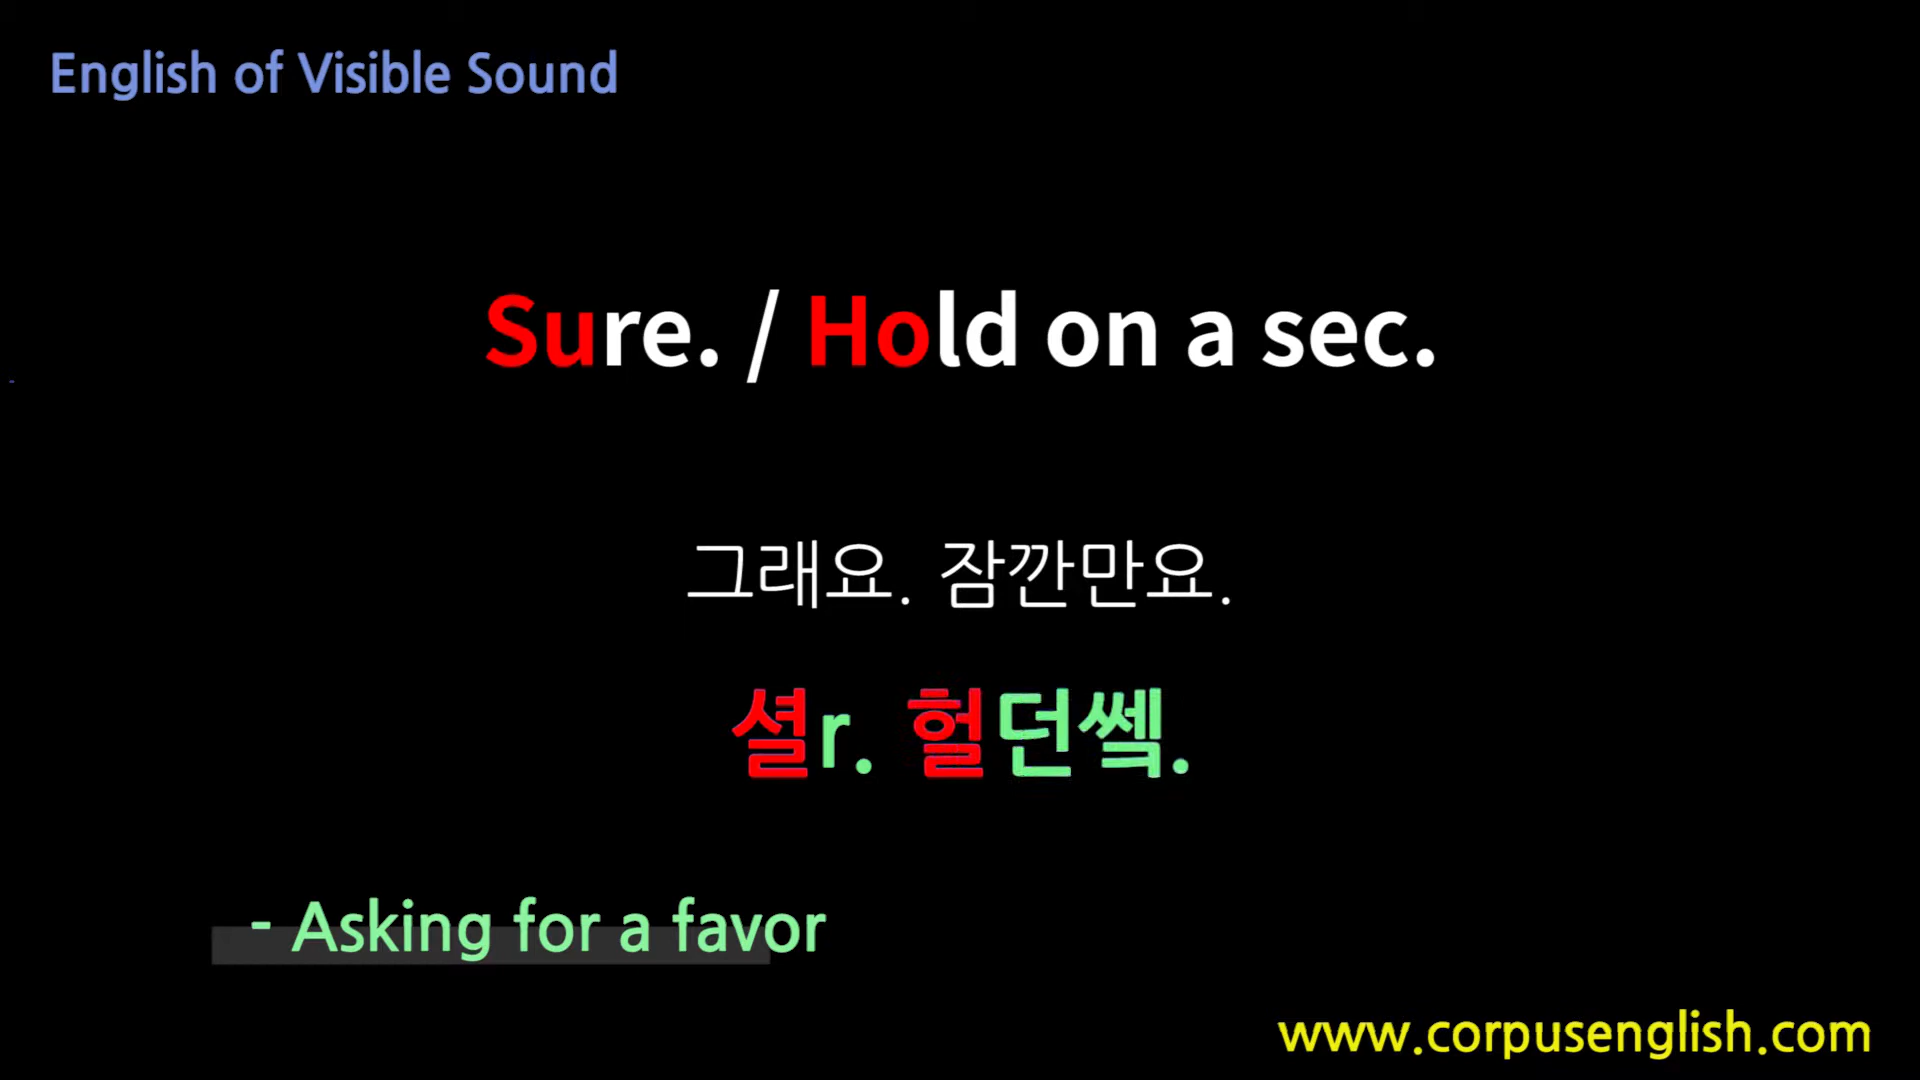 English of Visible Sound
Sure. / Hold on a sec.
그래요. 잠깐만요.
셜r. 헐던쎅.
- Asking for a favor
www.corpusenglish.com